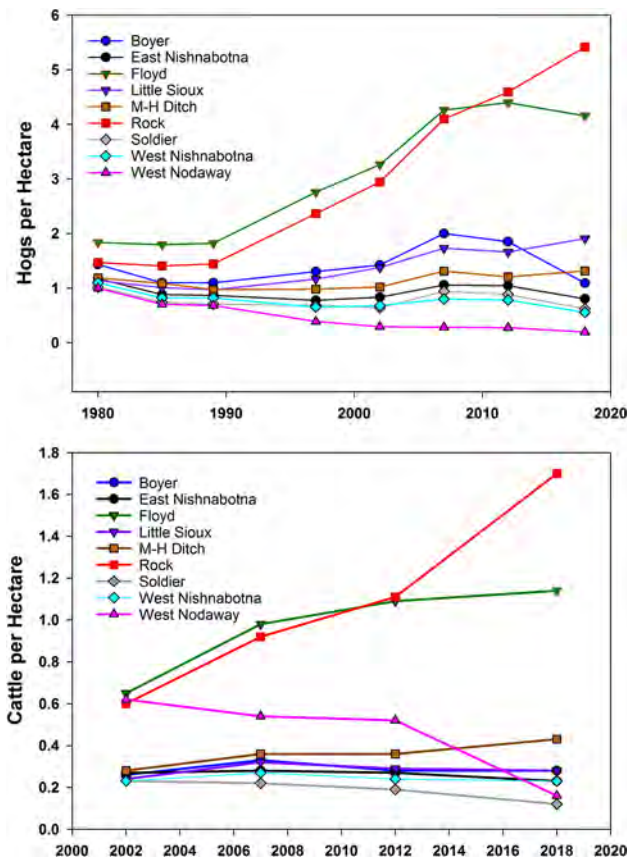 6
5
4
3
2
1
0
Hogs per Hectare
Boyer
East Nishnabotna
Floyd
Little Sioux
M-H Ditch
Rock
Soldier
West Nishnabotna
West Nodaway
1980 1990 2000 2010 2020
1.8
1.6
1.4
1.2
1.0
0.8
0.6
0.4
0.2
0.0
Cattle per Hectare
Boyer
East Nishnabotna
Floyd
Little Sioux
M-H Ditch
Rock
Soldier
West Nishnabotna
West Nodaway
2000 2002 2004 2006 2008 2010 2012 2014 2016 2018 2020